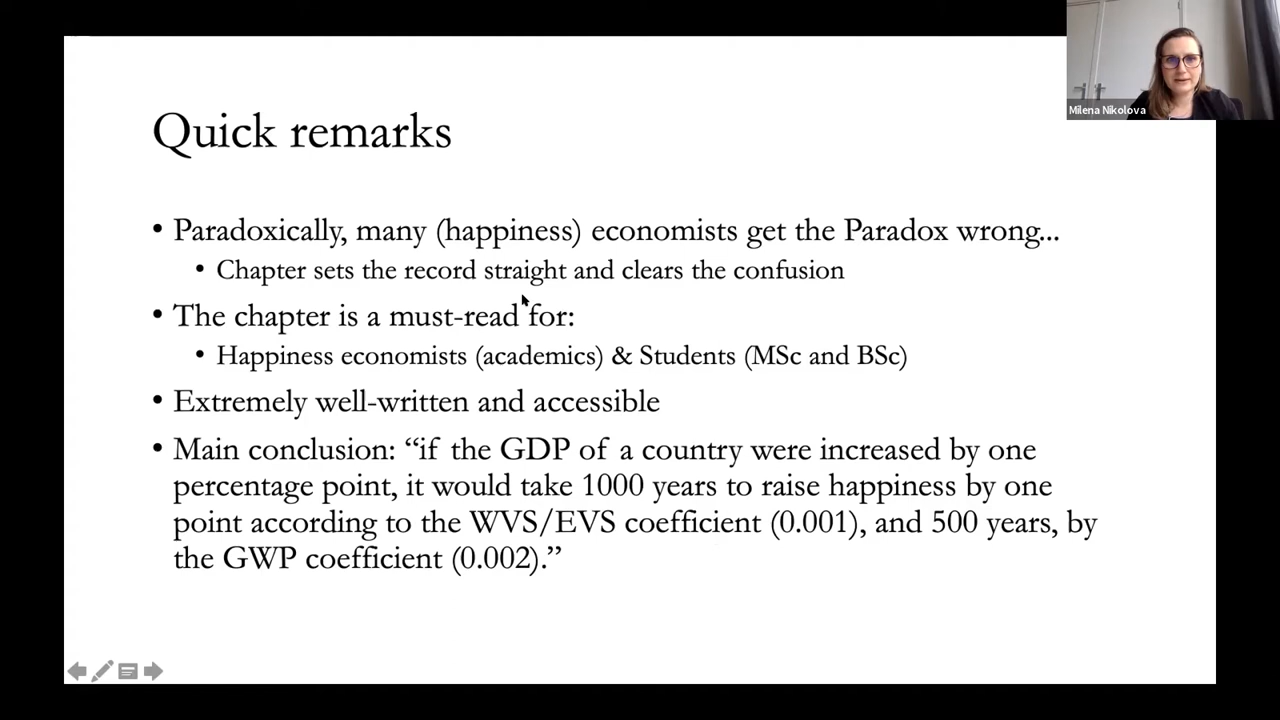 Milena Nikolova
Quick remarks
• Paradoxically, many (happiness) economists get the Paradox wrong...
• Chapter sets the record straight and clears the confusion
• The chapter is a must-read for:
• Happiness economists (academics) & Students (MSc and BSc)
• Extremely well-written and accessible
• Main conclusion: “if the GDP of a country were increased by one
percentage point, it would take 1000 years to raise happiness by one
point according to the WVS/EVS coefficient (0.001), and 500 years, by
the GWP coefficient (0.002).”